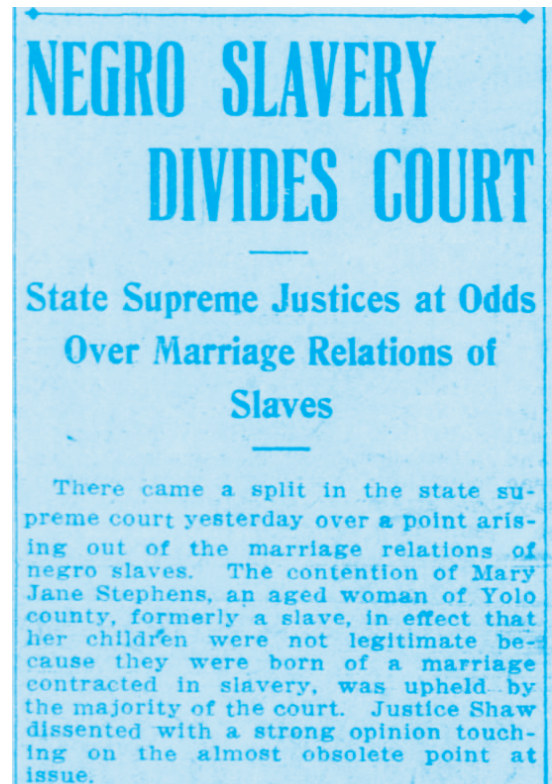 NEGRO SLAVERY
DIVIDES COURT
State Supreme Justices at Odds
Over Marriage Relations of
Slaves
There came a split in the state su-
preme court yesterday over a point aris-
ing out of the marriage relations of
negro slaves. The contention of Mary
Jane Stephens, an aged woman of Yolo
county, formerly a slave, in effect that
her children were not legitimate be-
cause they were born of a marriage
contracted in slavery, was upheld by
the majority of the court. Justice Shaw
dissented with a strong opinion touch-
ing on the almost obsolete point at
issue.